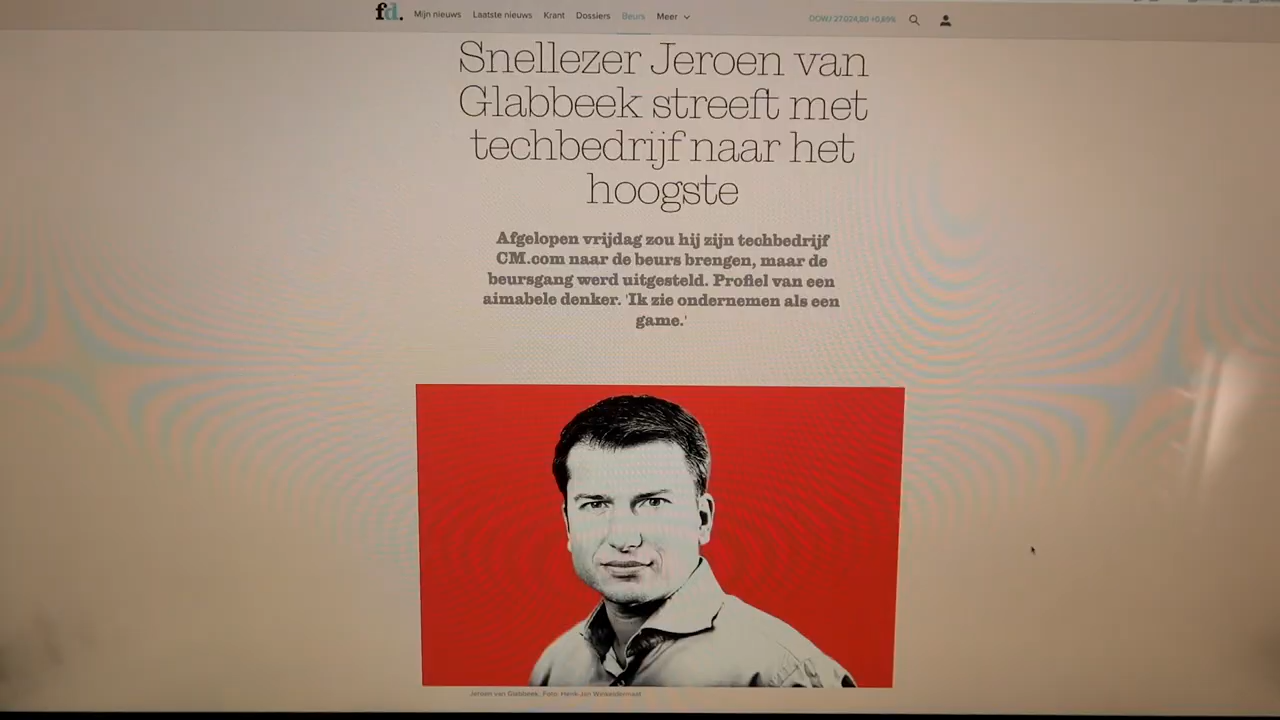 fd.
Mijn nieuws Laatste nieuws Krant Dossiers Beurs Meer
DOWJ 27.024,80 +0,89%
Snellezer Jeroen van
Glabbeek streeft met
techbedrijf naar het
hoogste
Afgelopen vrijdag zou hij zijn techbedrijf
CM.com naar de beurs brengen, maar de
beursgang werd uitgesteld. Profiel van een
aimabele denker. 'Ik zie ondernemen als een
game.'
Jeroen van Glabbeek. Foto: Henk-Jan